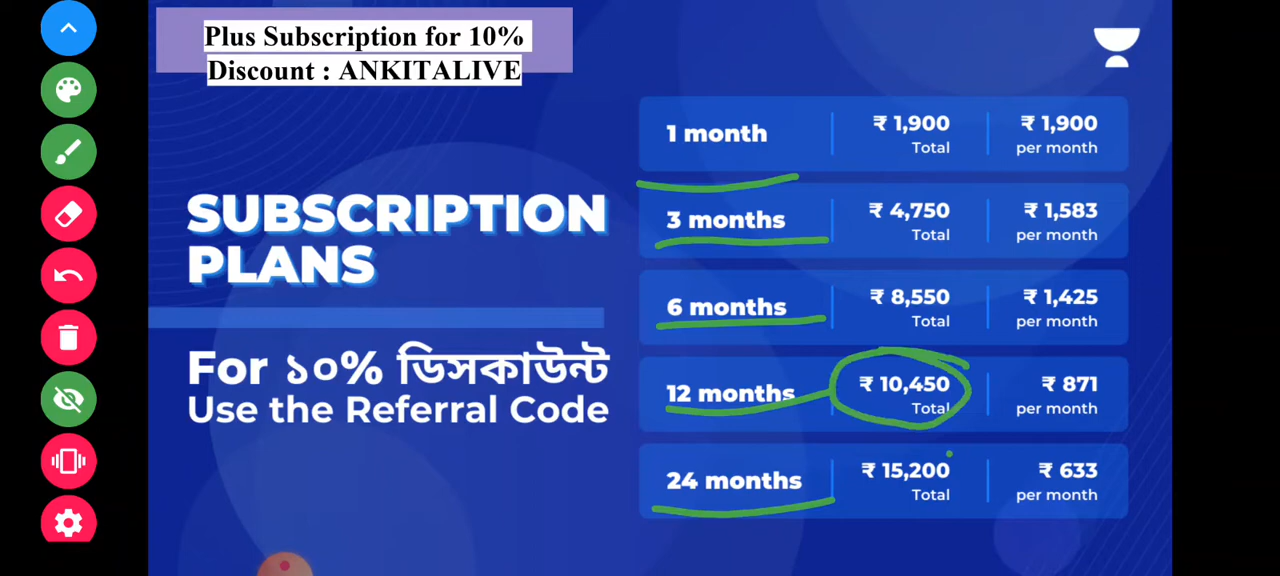 Plus Subscription for 10%
Discount : ANKITALIVE
SUBSCRIPTION
PLANS
For ১০% ডিসকাউন্ট
Use the Referral Code
1 month ₹ 1,900 ₹ 1,900
Total per month
3 months ₹ 4,750 ₹ 1,583
Total per month
6 months ₹ 8,550 ₹ 1,425
Total per month
12 months ₹ 10,450 ₹ 871
Total per month
24 months ₹ 15,200 ₹ 633
Total per month